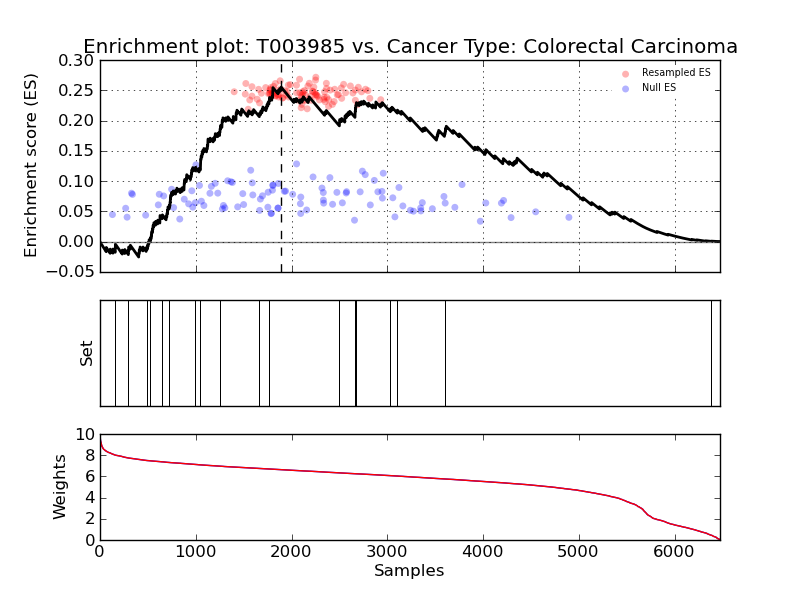 Enrichment plot: T003985 vs. Cancer Type: Colorectal Carcinoma
Enrichment score (ES)
0.30
0.25
0.20
0.15
0.10
0.05
0.00
−0.05
Resampled ES
Null ES
Set
Weights
10
8
6
4
2
0
0 1000 2000 3000 4000 5000 6000
Samples